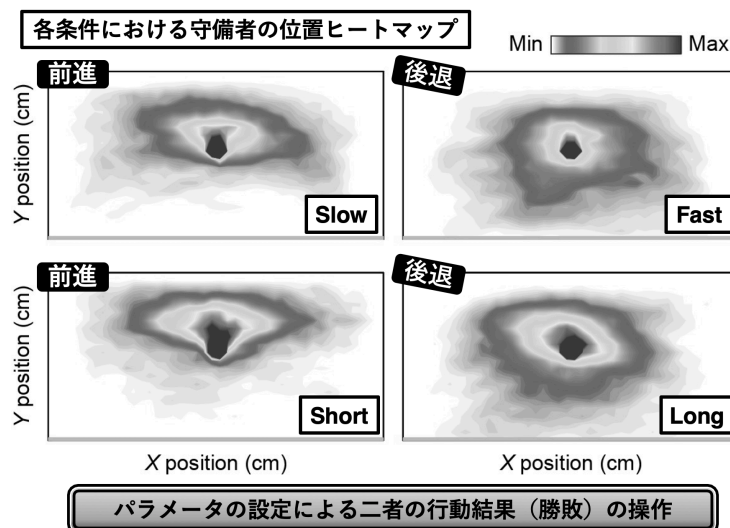 各条件における守備者の位置ヒートマップ
Min Max
前進
後退
Y position (cm)
Slow
Fast
前進
後退
Y position (cm)
Short
Long
X position (cm) X position (cm)
パラメータの設定による二者の行動結果（勝敗）の操作